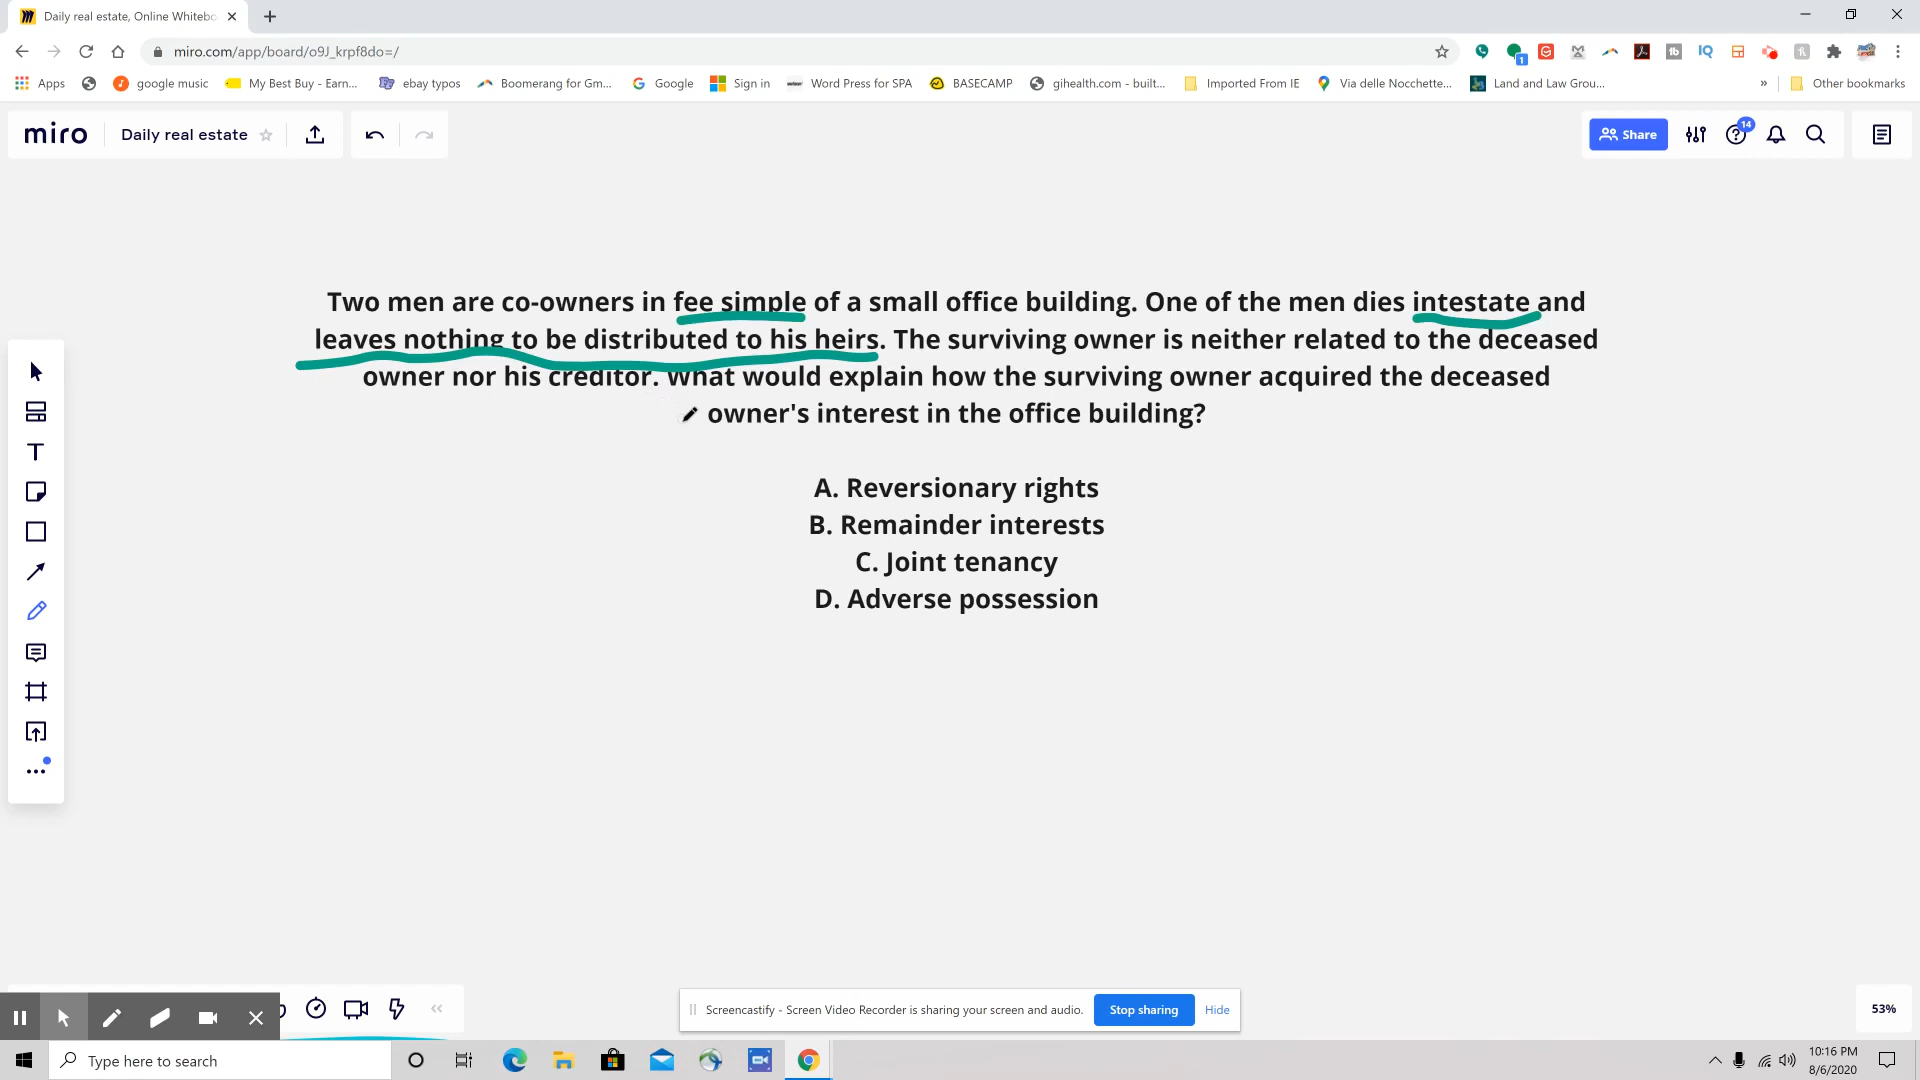 Daily real estate, Online Whitebo
miro.com/app/board/o9J_krpf8do=/
1
Apps google music My Best Buy - Earn... ebay typos Boomerang for Gm... Google Sign in Word Press for SPA BASECAMP gihealth.com - built... Imported From IE Via delle Nocchette... Land and Law Grou... » Other bookmarks
miro Daily real estate Share 14
Two men are co-owners in fee simple of a small office building. One of the men dies intestate and
leaves nothing to be distributed to his heirs. The surviving owner is neither related to the deceased
owner nor his creditor. What would explain how the surviving owner acquired the deceased
owner's interest in the office building?
A. Reversionary rights
B. Remainder interests
C. Joint tenancy
D. Adverse possession
Screencastify - Screen Video Recorder is sharing your screen and audio. Stop sharing Hide
53%
Type here to search
10:16 PM
8/6/2020